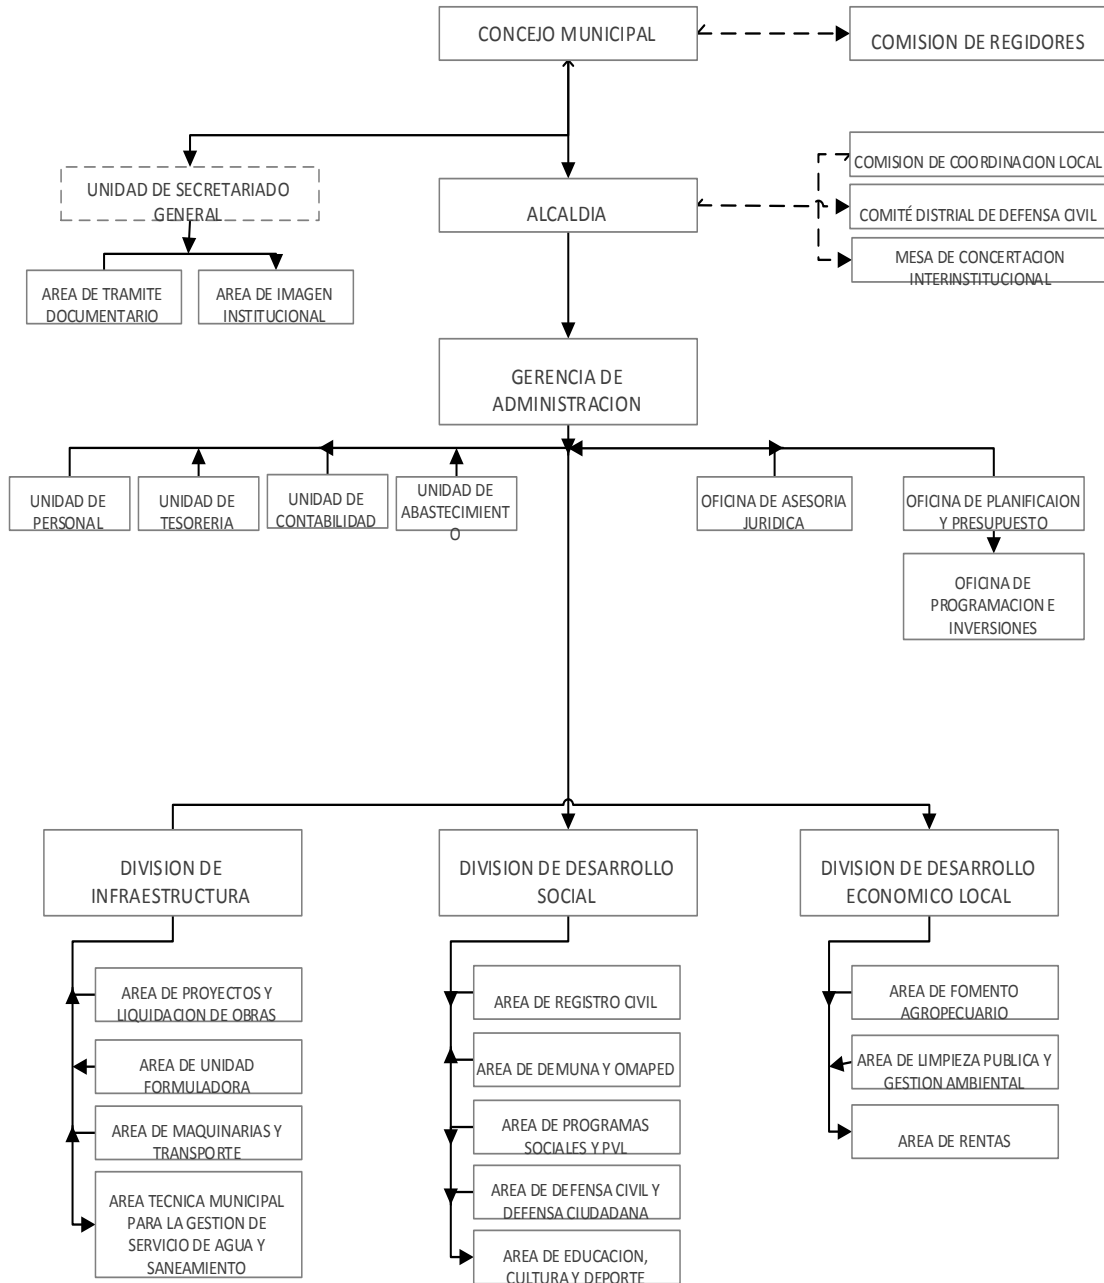 CONCEJO MUNICIPAL
COMISION DE REGIDORES
UNIDAD DE SECRETARIADO
GENERAL
ALCALDIA
COMISION DE COORDINACION LOCAL
COMITÉ DISTRIAL DE DEFENSA CIVIL
MESA DE CONCERTACION
INTERINSTITUCIONAL
AREA DE TRAMITE
DOCUMENTARIO
AREA DE IMAGEN
INSTITUCIONAL
GERENCIA DE
ADMINISTRACION
UNIDAD DE
PERSONAL
UNIDAD DE
TESORERIA
UNIDAD DE
CONTABILIDAD
UNIDAD DE
ABASTECIMIENT
O
OFICINA DE ASESORIA
JURIDICA
OFICINA DE PLANIFICAION
Y PRESUPUESTO
OFICINA DE
PROGRAMACION E
INVERSIONES
DIVISION DE
INFRAESTRUCTURA
DIVISION DE DESARROLLO
SOCIAL
DIVISION DE DESARROLLO
ECONOMICO LOCAL
AREA DE PROYECTOS Y
LIQUIDACION DE OBRAS
AREA DE UNIDAD
FORMULADORA
AREA DE MAQUINARIAS Y
TRANSPORTE
AREA TECNICA MUNICIPAL
PARA LA GESTION DE
SERVICIO DE AGUA Y
SANEAMIENTO
AREA DE REGISTRO CIVIL
AREA DE DEMUNA Y OMAPED
AREA DE PROGRAMAS
SOCIALES Y PVL
AREA DE DEFENSA CIVIL Y
DEFENSA CIUDADANA
AREA DE EDUCACION,
CULTURA Y DEPORTE
AREA DE FOMENTO
AGROPECUARIO
AREA DE LIMPIEZA PUBLICA Y
GESTION AMBIENTAL
AREA DE RENTAS